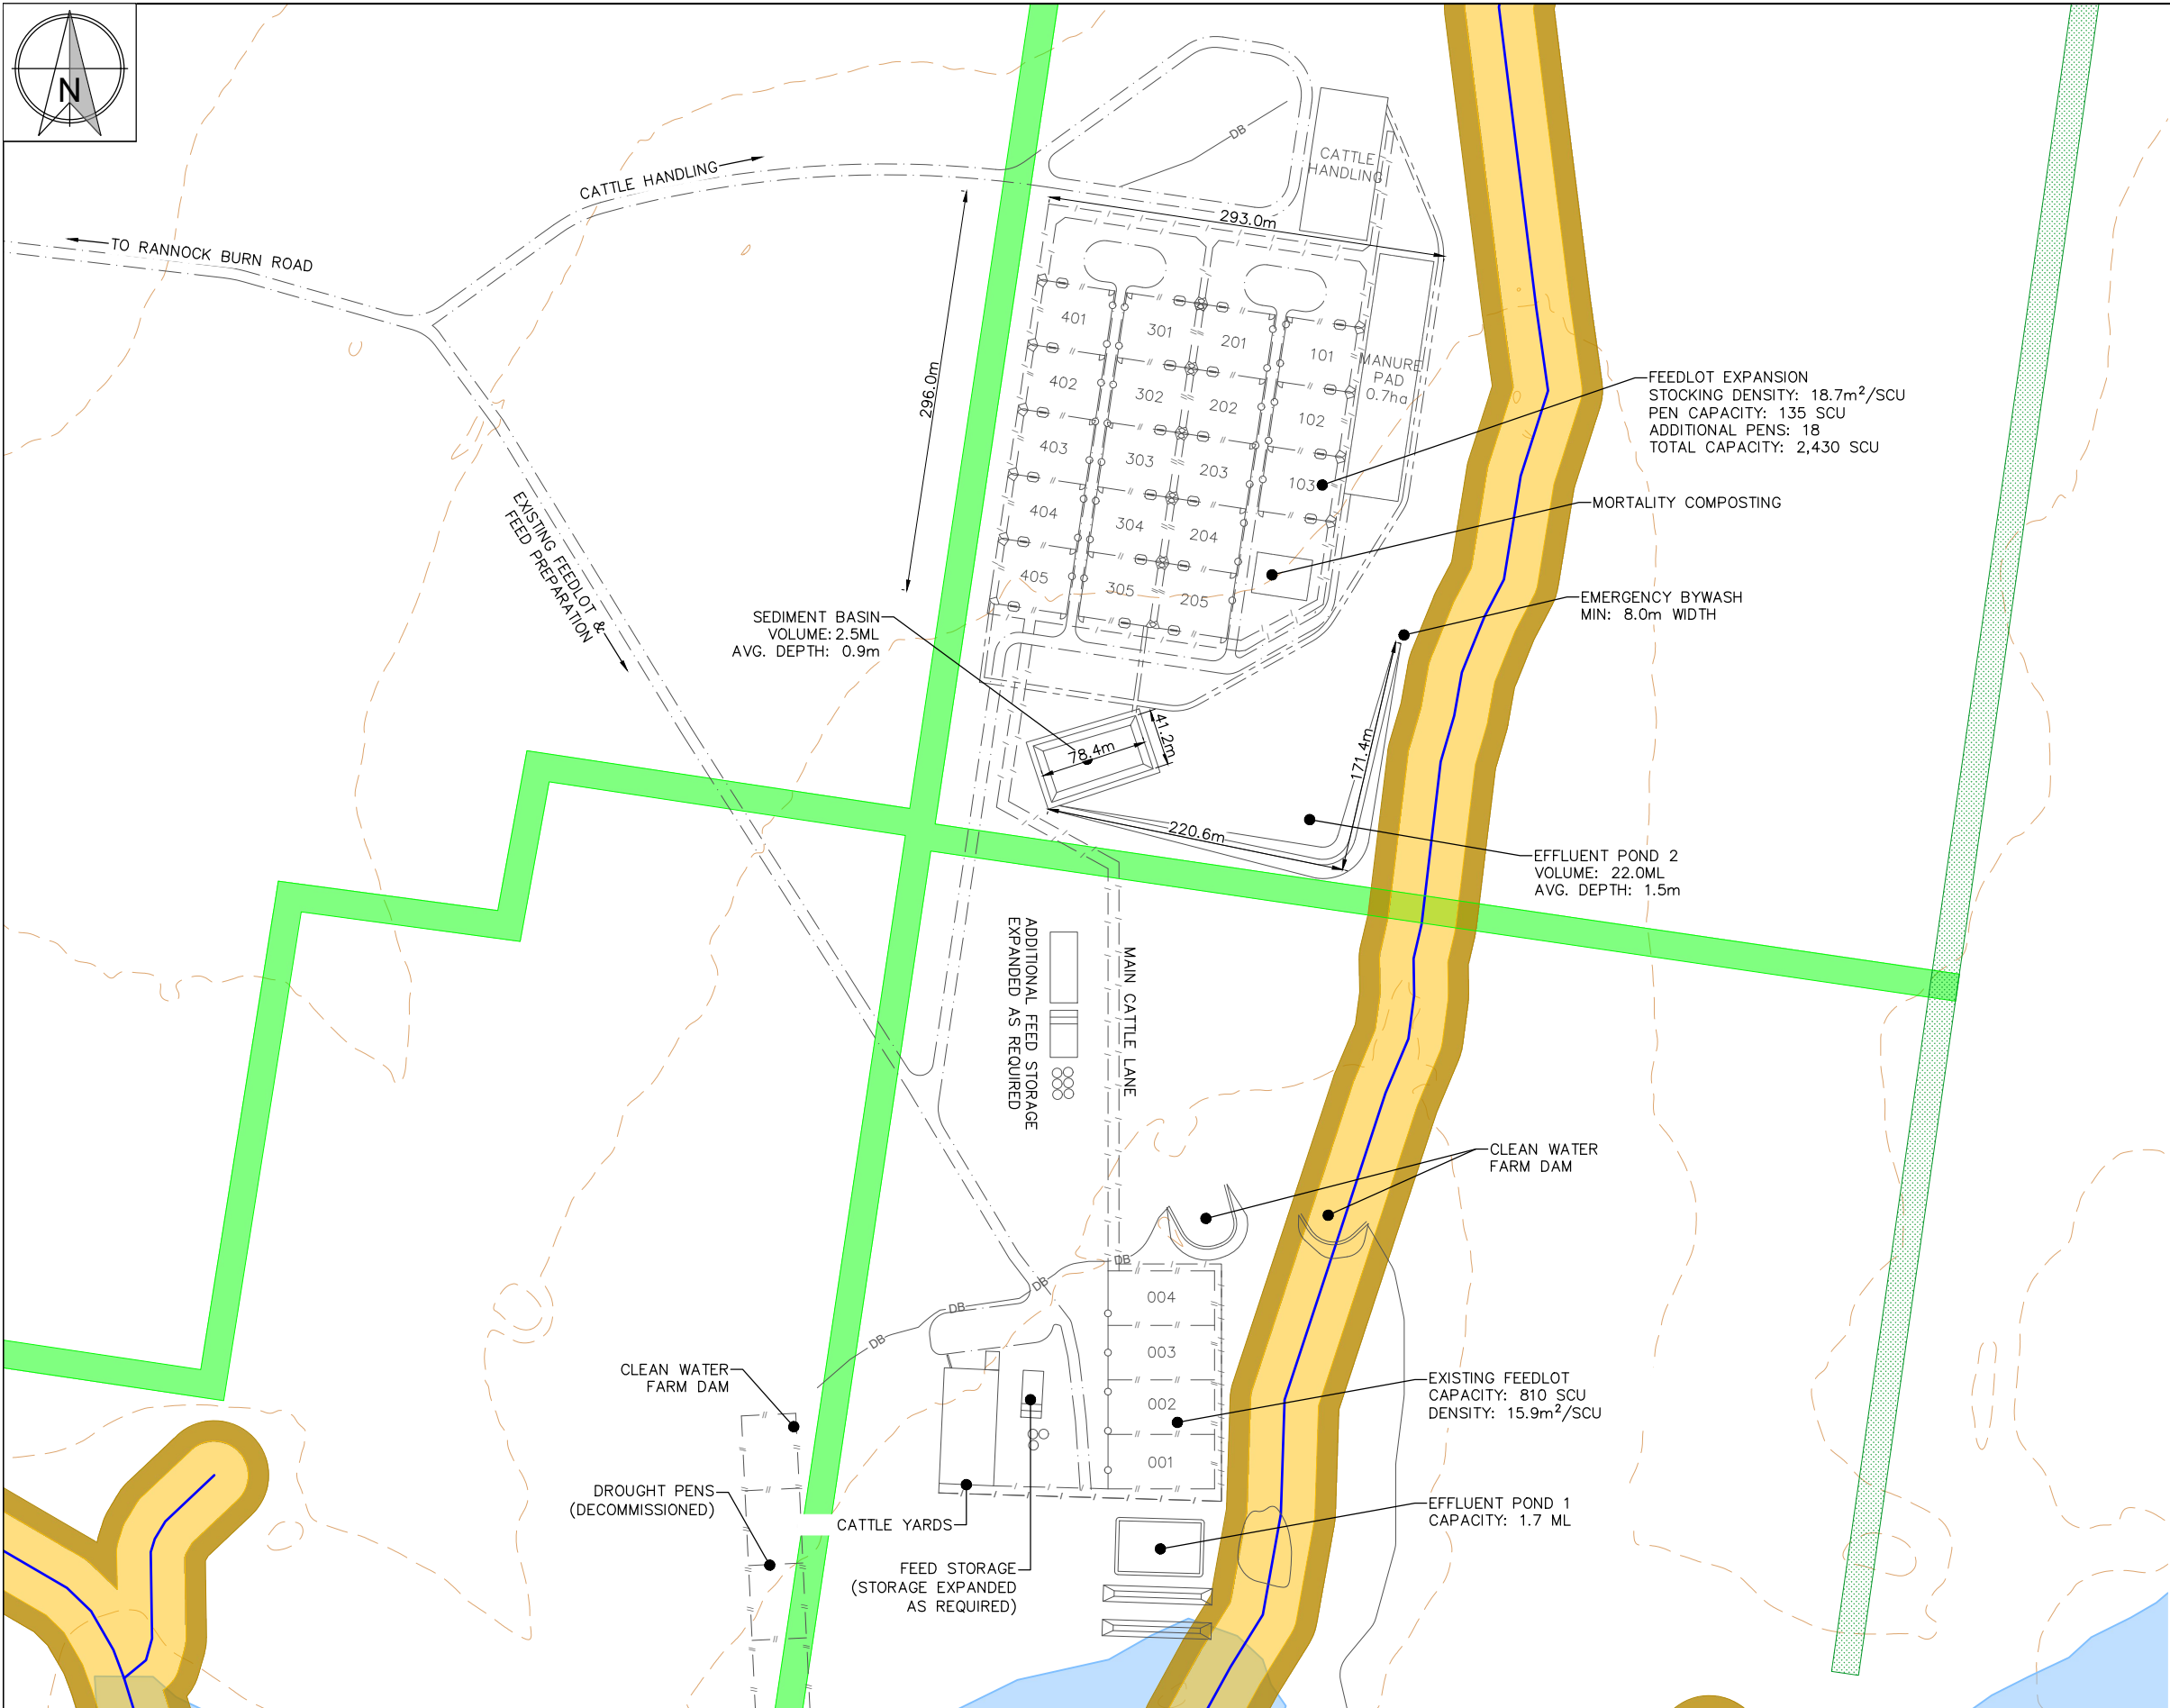 N
CATTLE HANDLING
TO RANNOCK BURN ROAD
DB
CATTLE
HANDLING
293.0m
296.0m
401
301
201
101
402
302
202
102
403
303
203
103
404
304
204
405
305
205
MANURE
PAD
0.7ha
FEEDLOT EXPANSION
STOCKING DENSITY: 18.7m²/SCU
PEN CAPACITY: 135 SCU
ADDITIONAL PENS: 18
TOTAL CAPACITY: 2,430 SCU
MORTALITY COMPOSTING
EMERGENCY BYWASH
MIN: 8.0m WIDTH
EXISTING FEEDLOT &
FEED PREPARATION
SEDIMENT BASIN
VOLUME: 2.5ML
AVG. DEPTH: 0.9m
78.4m
41.2m
171.4m
220.6m
EFFLUENT POND 2
VOLUME: 22.0ML
AVG. DEPTH: 1.5m
ADDITIONAL FEED STORAGE
EXPANDED AS REQUIRED
MAIN CATTLE LANE
CLEAN WATER
FARM DAM
DB
DB
DB
DB
004
003
002
001
CLEAN WATER
FARM DAM
EXISTING FEEDLOT
CAPACITY: 810 SCU
DENSITY: 15.9m²/SCU
DROUGHT PENS
(DECOMMISSIONED)
CATTLE YARDS
FEED STORAGE
(STORAGE EXPANDED
AS REQUIRED)
EFFLUENT POND 1
CAPACITY: 1.7 ML